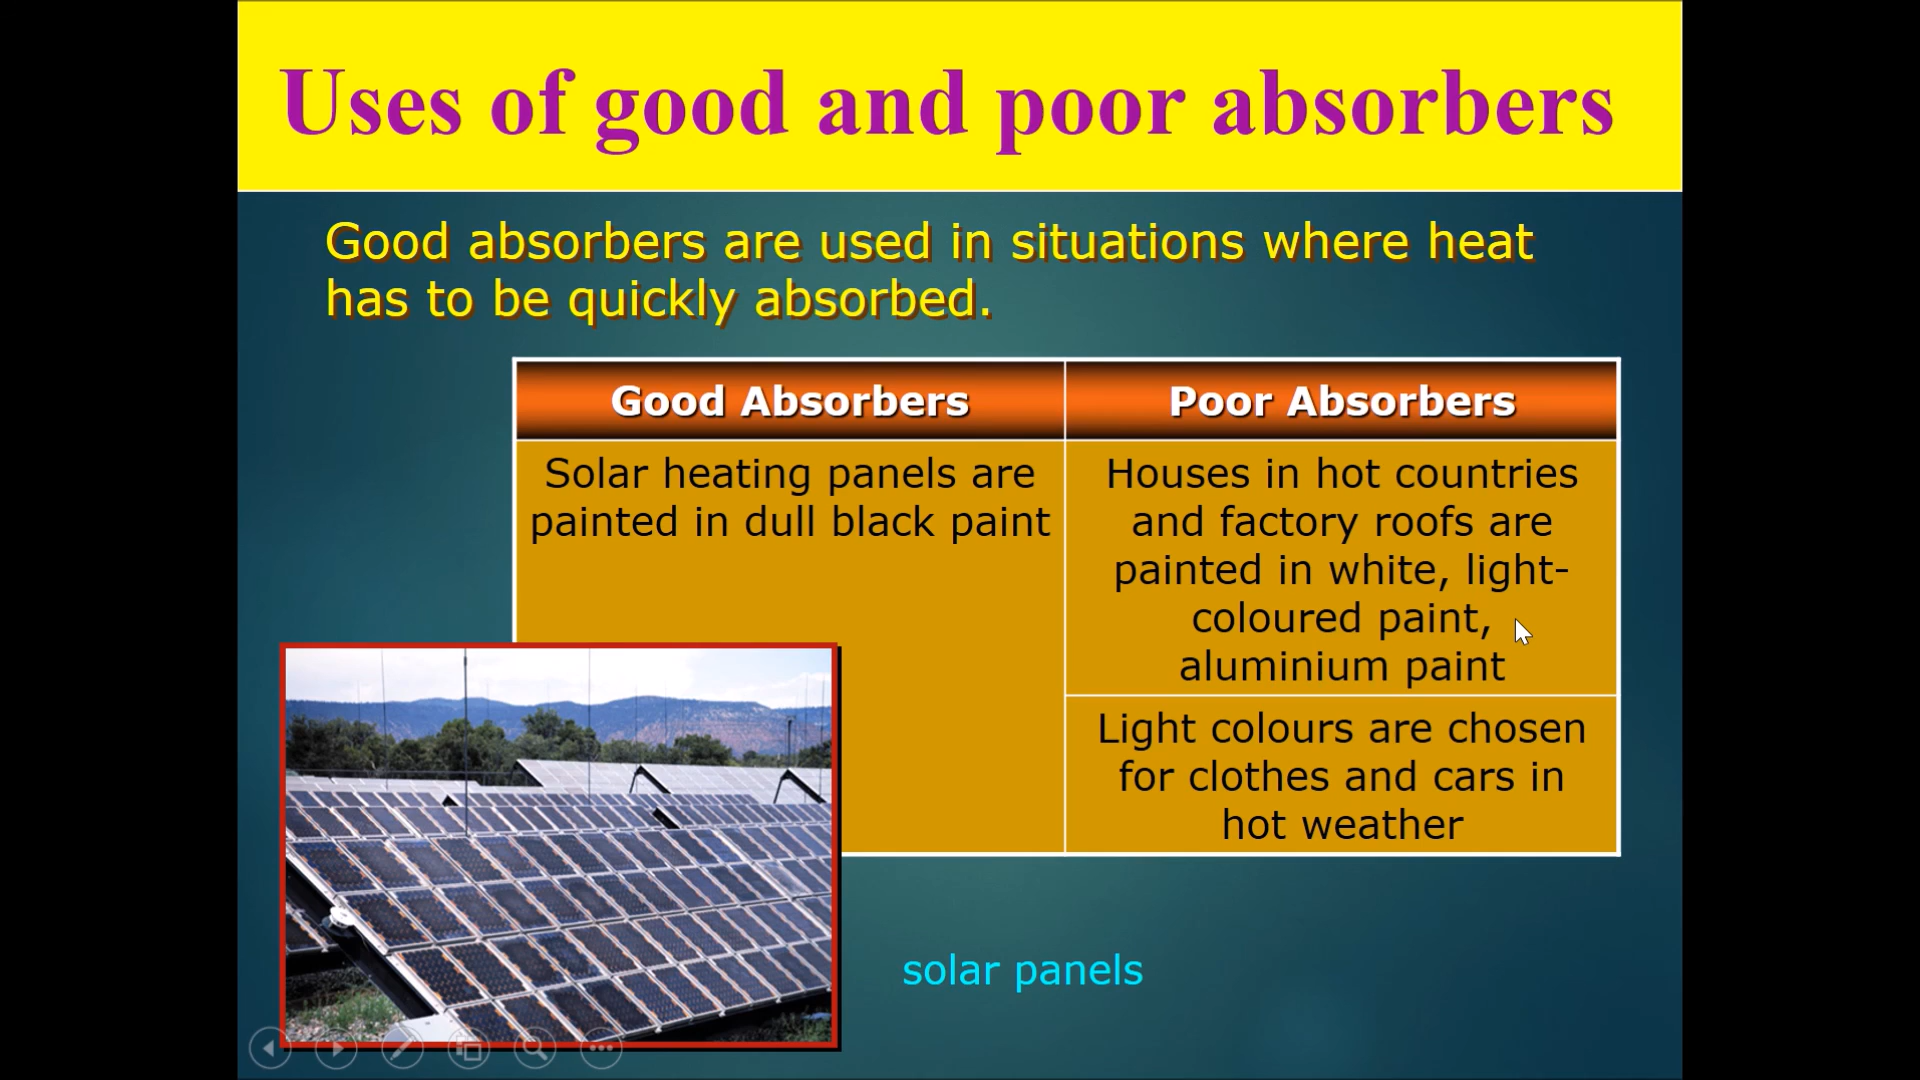 Uses of good and poor absorbers
Good absorbers are used in situations where heat
has to be quickly absorbed.
Good Absorbers
Poor Absorbers
Solar heating panels are
painted in dull black paint
Houses in hot countries
and factory roofs are
painted in white, light-
coloured paint,
aluminium paint
Light colours are chosen
for clothes and cars in
hot weather
solar panels